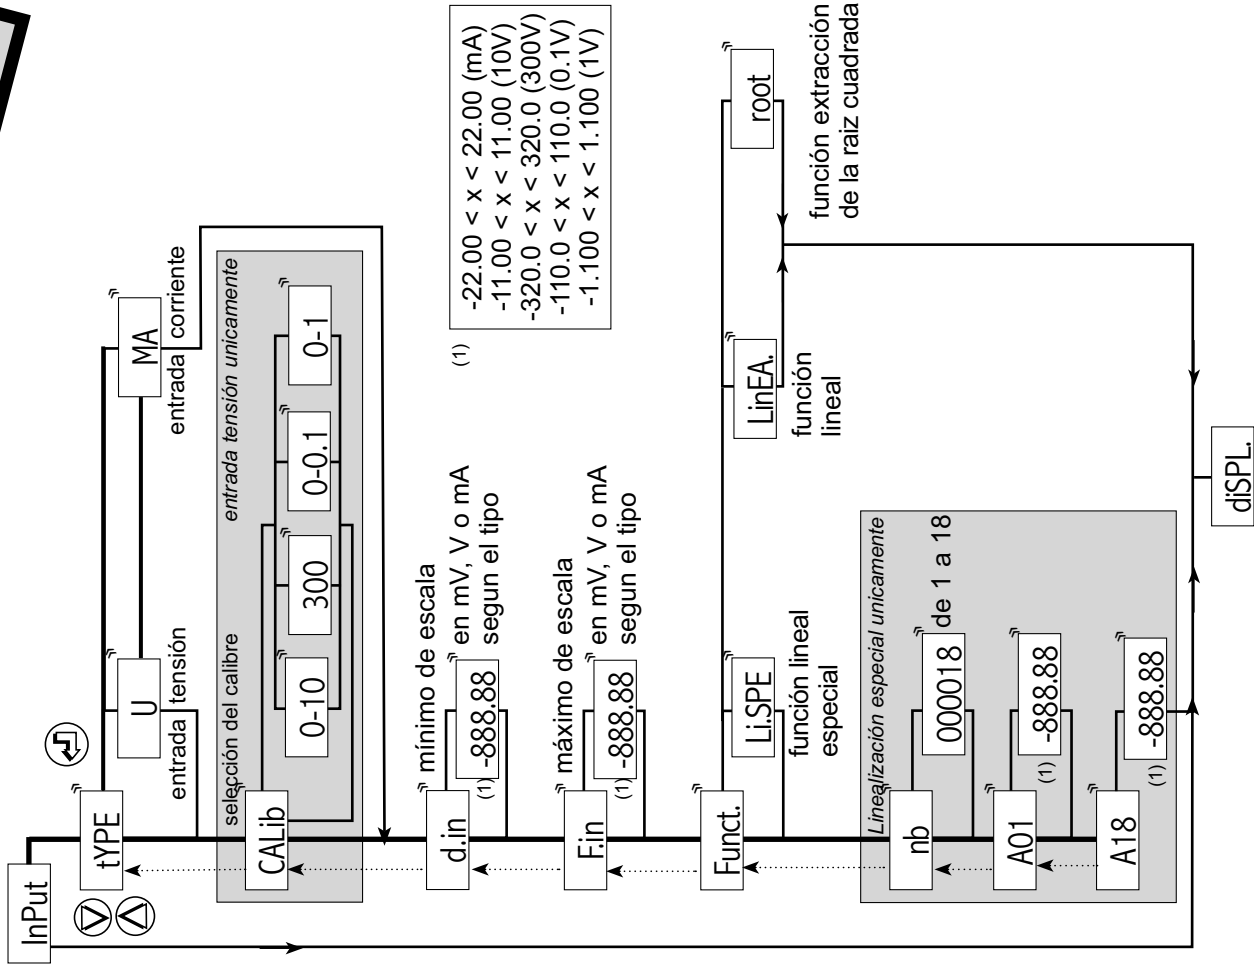 InPut
tYPE
U
entrada tensión
MA
entrada corriente
selección del calibre
entrada tensión unicamente
CALib
0-10
300
0-0.1
0-1
d.in
mínimo de escala
(1) -888.88
en mV, V o mA
segun el tipo
F.in
máximo de escala
(1) -888.88
en mV, V o mA
segun el tipo
(1)
-22.00 < x < 22.00 (mA)
-11.00 < x < 11.00 (10V)
-320.0 < x < 320.0 (300V)
-110.0 < x < 110.0 (0.1V)
-1.100 < x < 1.100 (1V)
Funct.
Li.SPE
función lineal
especial
LinEA.
función
lineal
root
función extracción
de la raiz cuadrada
Linealización especial unicamente
nb
000018
de 1 a 18
A01
(1) -888.88
A18
(1) -888.88
diSPL.